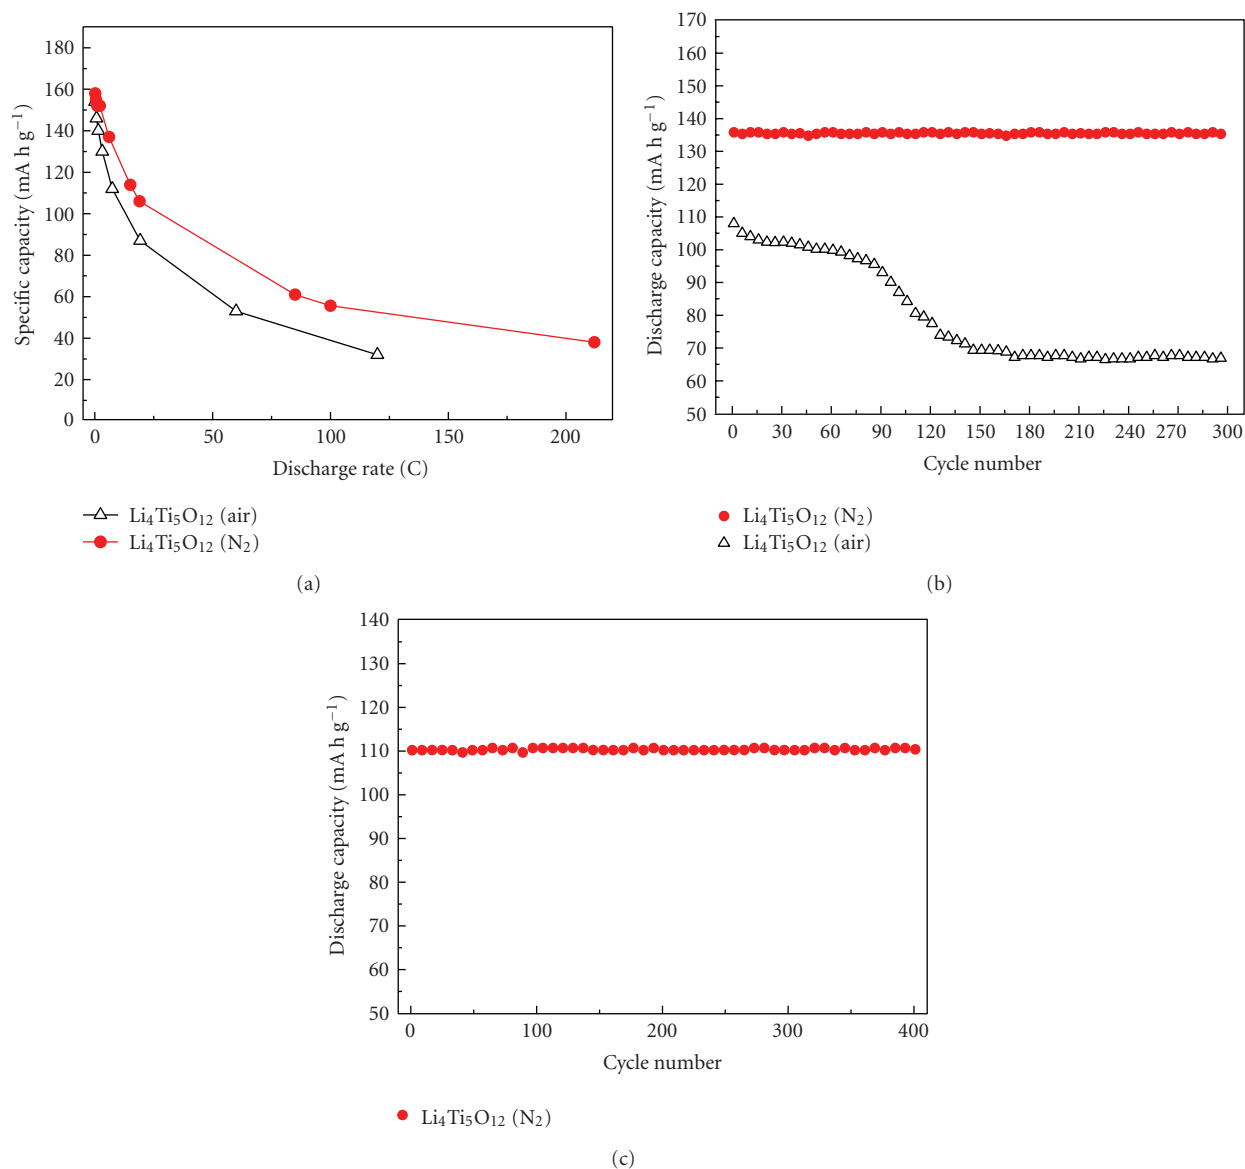 180
160
140
120
100
80
60
40
20
0
Specific capacity (mA h g⁻¹)
0 50 100 150 200
Discharge rate (C)
Li₄Ti₅O₁₂ (air)
Li₄Ti₅O₁₂ (N₂)
(a)
170
160
150
140
130
120
110
100
90
80
70
60
50
Discharge capacity (mA h g⁻¹)
0 30 60 90 120 150 180 210 240 270 300
Cycle number
Li₄Ti₅O₁₂ (N₂)
Li₄Ti₅O₁₂ (air)
(b)
140
130
120
110
100
90
80
70
60
50
Discharge capacity (mA h g⁻¹)
0 100 200 300 400
Cycle number
Li₄Ti₅O₁₂ (N₂)
(c)